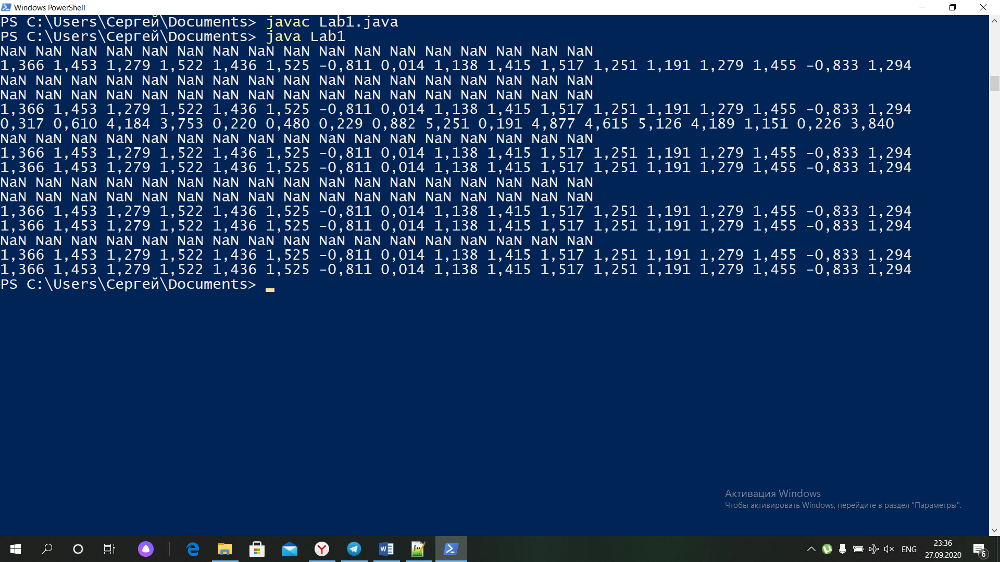 Windows PowerShell
PS C:\Users\Сергей\Documents> javac Lab1.java
PS C:\Users\Сергей\Documents> java Lab1
NaN NaN NaN NaN NaN NaN NaN NaN NaN NaN NaN NaN NaN NaN NaN NaN NaN
1,366 1,453 1,279 1,522 1,436 1,525 -0,811 0,014 1,138 1,415 1,517 1,251 1,191 1,279 1,455 -0,833 1,294
NaN NaN NaN NaN NaN NaN NaN NaN NaN NaN NaN NaN NaN NaN NaN NaN NaN
NaN NaN NaN NaN NaN NaN NaN NaN NaN NaN NaN NaN NaN NaN NaN NaN NaN
1,366 1,453 1,279 1,522 1,436 1,525 -0,811 0,014 1,138 1,415 1,517 1,251 1,191 1,279 1,455 -0,833 1,294
0,317 0,610 4,184 3,753 0,220 0,480 0,229 0,882 5,251 0,191 4,877 4,615 5,126 4,189 1,151 0,226 3,840
NaN NaN NaN NaN NaN NaN NaN NaN NaN NaN NaN NaN NaN NaN NaN NaN NaN
1,366 1,453 1,279 1,522 1,436 1,525 -0,811 0,014 1,138 1,415 1,517 1,251 1,191 1,279 1,455 -0,833 1,294
1,366 1,453 1,279 1,522 1,436 1,525 -0,811 0,014 1,138 1,415 1,517 1,251 1,191 1,279 1,455 -0,833 1,294
NaN NaN NaN NaN NaN NaN NaN NaN NaN NaN NaN NaN NaN NaN NaN NaN NaN
NaN NaN NaN NaN NaN NaN NaN NaN NaN NaN NaN NaN NaN NaN NaN NaN NaN
1,366 1,453 1,279 1,522 1,436 1,525 -0,811 0,014 1,138 1,415 1,517 1,251 1,191 1,279 1,455 -0,833 1,294
1,366 1,453 1,279 1,522 1,436 1,525 -0,811 0,014 1,138 1,415 1,517 1,251 1,191 1,279 1,455 -0,833 1,294
NaN NaN NaN NaN NaN NaN NaN NaN NaN NaN NaN NaN NaN NaN NaN NaN NaN
1,366 1,453 1,279 1,522 1,436 1,525 -0,811 0,014 1,138 1,415 1,517 1,251 1,191 1,279 1,455 -0,833 1,294
1,366 1,453 1,279 1,522 1,436 1,525 -0,811 0,014 1,138 1,415 1,517 1,251 1,191 1,279 1,455 -0,833 1,294
PS C:\Users\Сергей\Documents>
Активация Windows
Чтобы активировать Windows, перейдите в раздел "Параметры".
ENG
23:36
27.09.2020
6